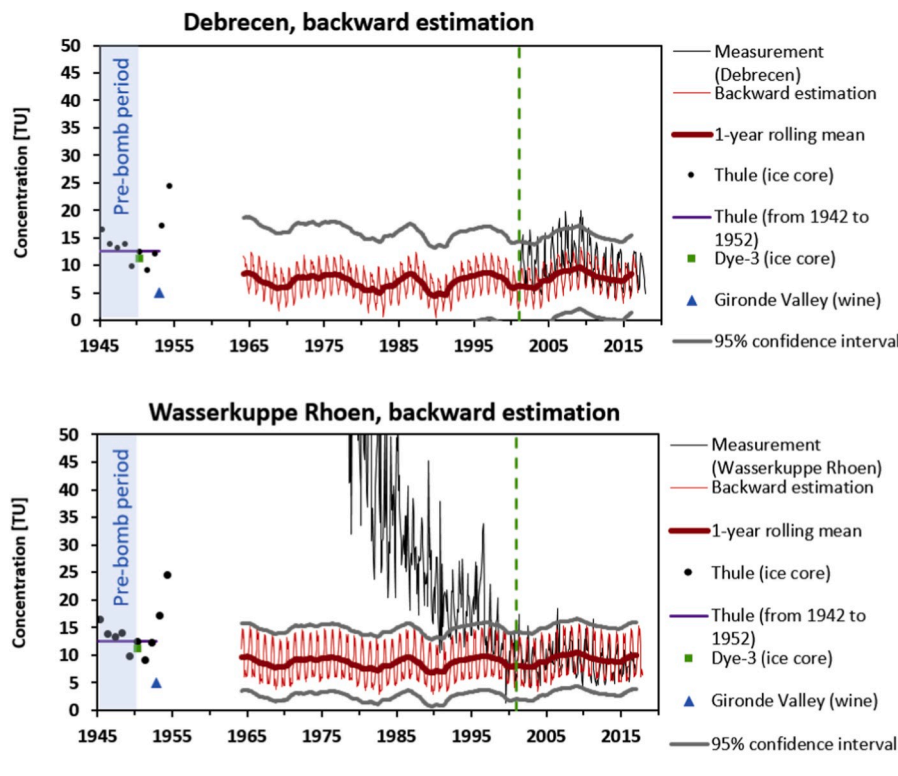 Debrecen, backward estimation
50
45
40
35
30
25
20
15
10
5
0
Concentration [TU]
Pre-bomb period
1945
1955
1965
1975
1985
1995
2005
2015
Measurement
(Debrecen)
Backward estimation
1-year rolling mean
Thule (ice core)
Thule (from 1942 to
1952)
Dye-3 (ice core)
Gironde Valley (wine)
95% confidence interval
Wasserkuppe Rhoen, backward estimation
50
45
40
35
30
25
20
15
10
5
0
Concentration [TU]
Pre-bomb period
1945
1955
1965
1975
1985
1995
2005
2015
Measurement
(Wasserkuppe Rhoen)
Backward estimation
1-year rolling mean
Thule (ice core)
Thule (from 1942 to
1952)
Dye-3 (ice core)
Gironde Valley (wine)
95% confidence interval